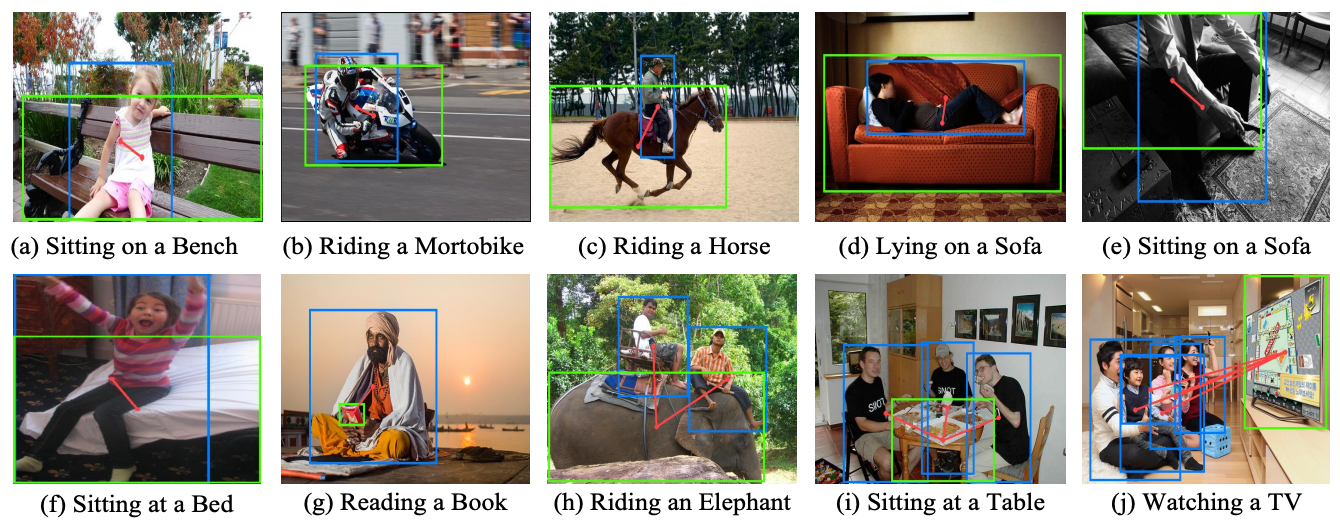 (a) Sitting on a Bench
(b) Riding a Mortobike
(c) Riding a Horse
(d) Lying on a Sofa
(e) Sitting on a Sofa
(f) Sitting at a Bed
(g) Reading a Book
(h) Riding an Elephant
(i) Sitting at a Table
(j) Watching a TV